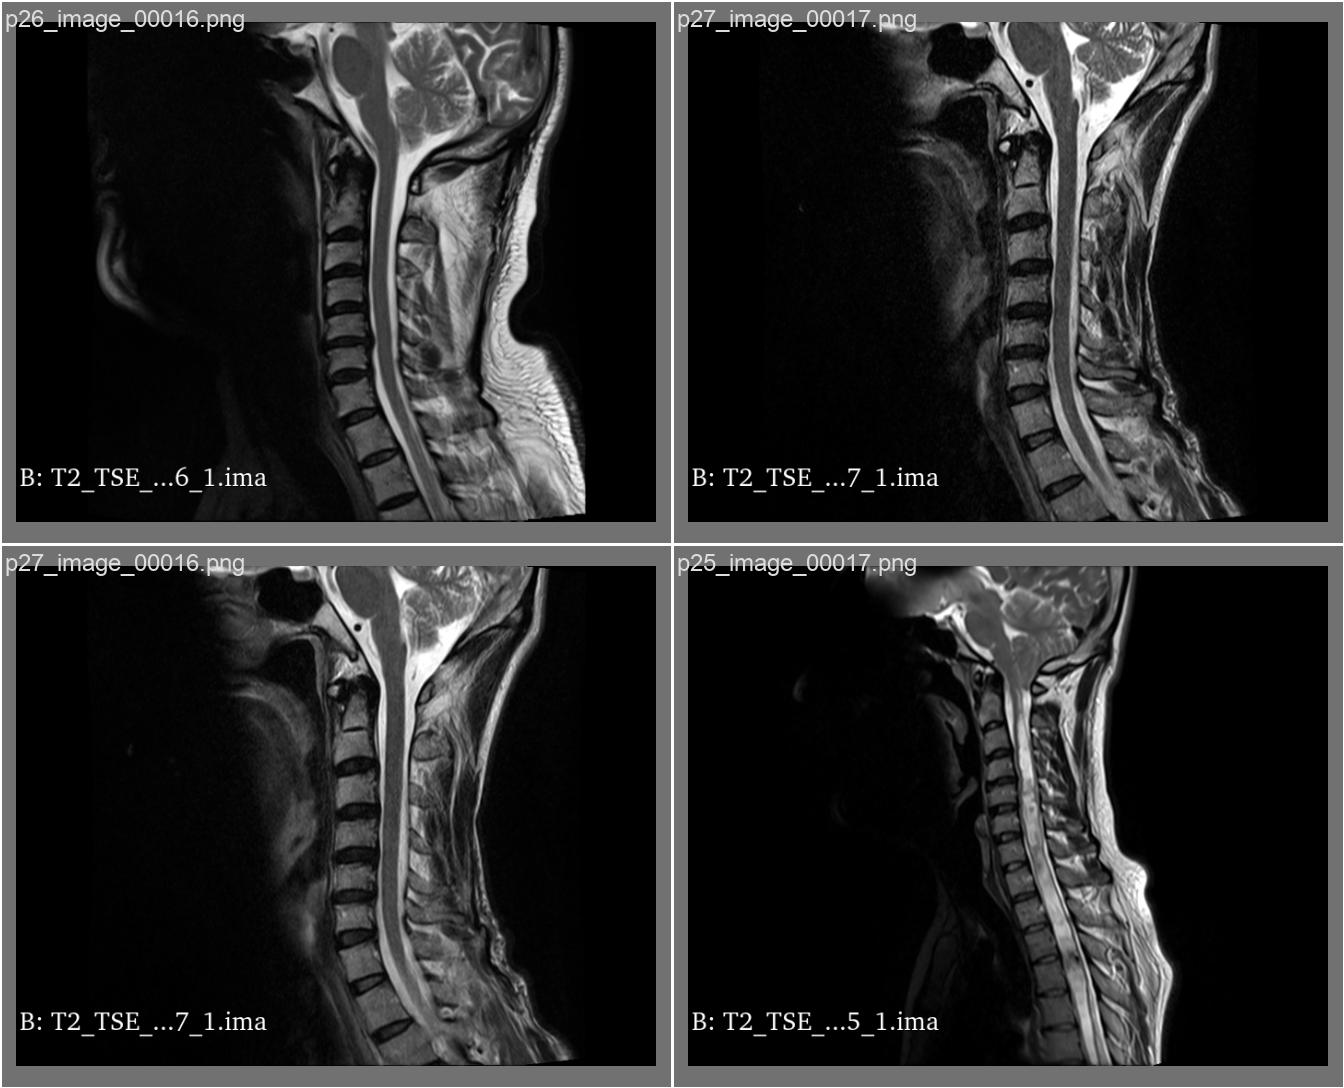 p26_image_00016.png
p27_image_00017.png
B: T2_TSE_...6_1.ima
B: T2_TSE_...7_1.ima
p27_image_00016.png
p25_image_00017.png
B: T2_TSE_...7_1.ima
B: T2_TSE_...5_1.ima